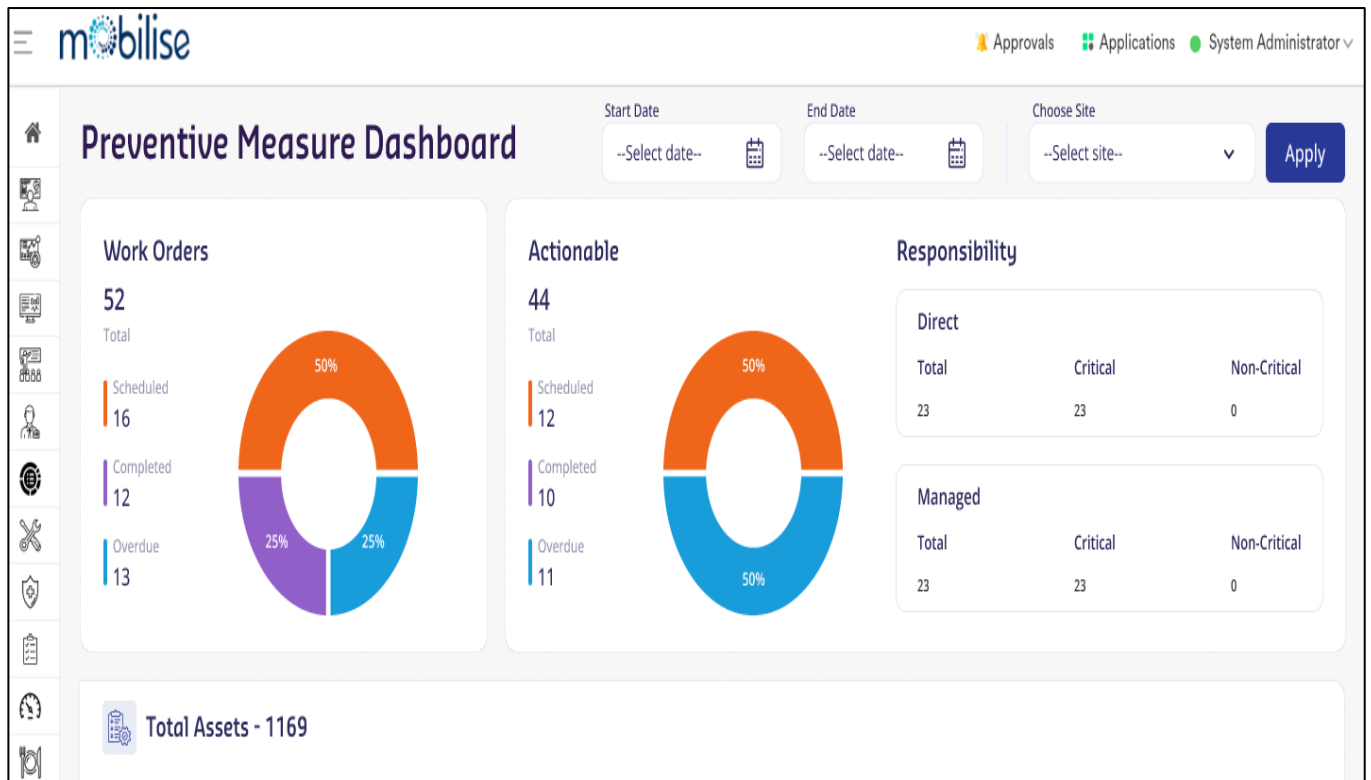 mobilise
Approvals
Applications
System Administrator
Preventive Measure Dashboard
Start Date
--Select date--
End Date
--Select date--
Choose Site
--Select site--
Apply
Work Orders
52
Total
Scheduled
16
Completed
12
Overdue
13
50%
25%
25%
Actionable
44
Total
Scheduled
12
Completed
10
Overdue
11
50%
50%
Responsibility
Direct
Total Critical Non-Critical
23 23 0
Managed
Total Critical Non-Critical
23 23 0
Total Assets - 1169